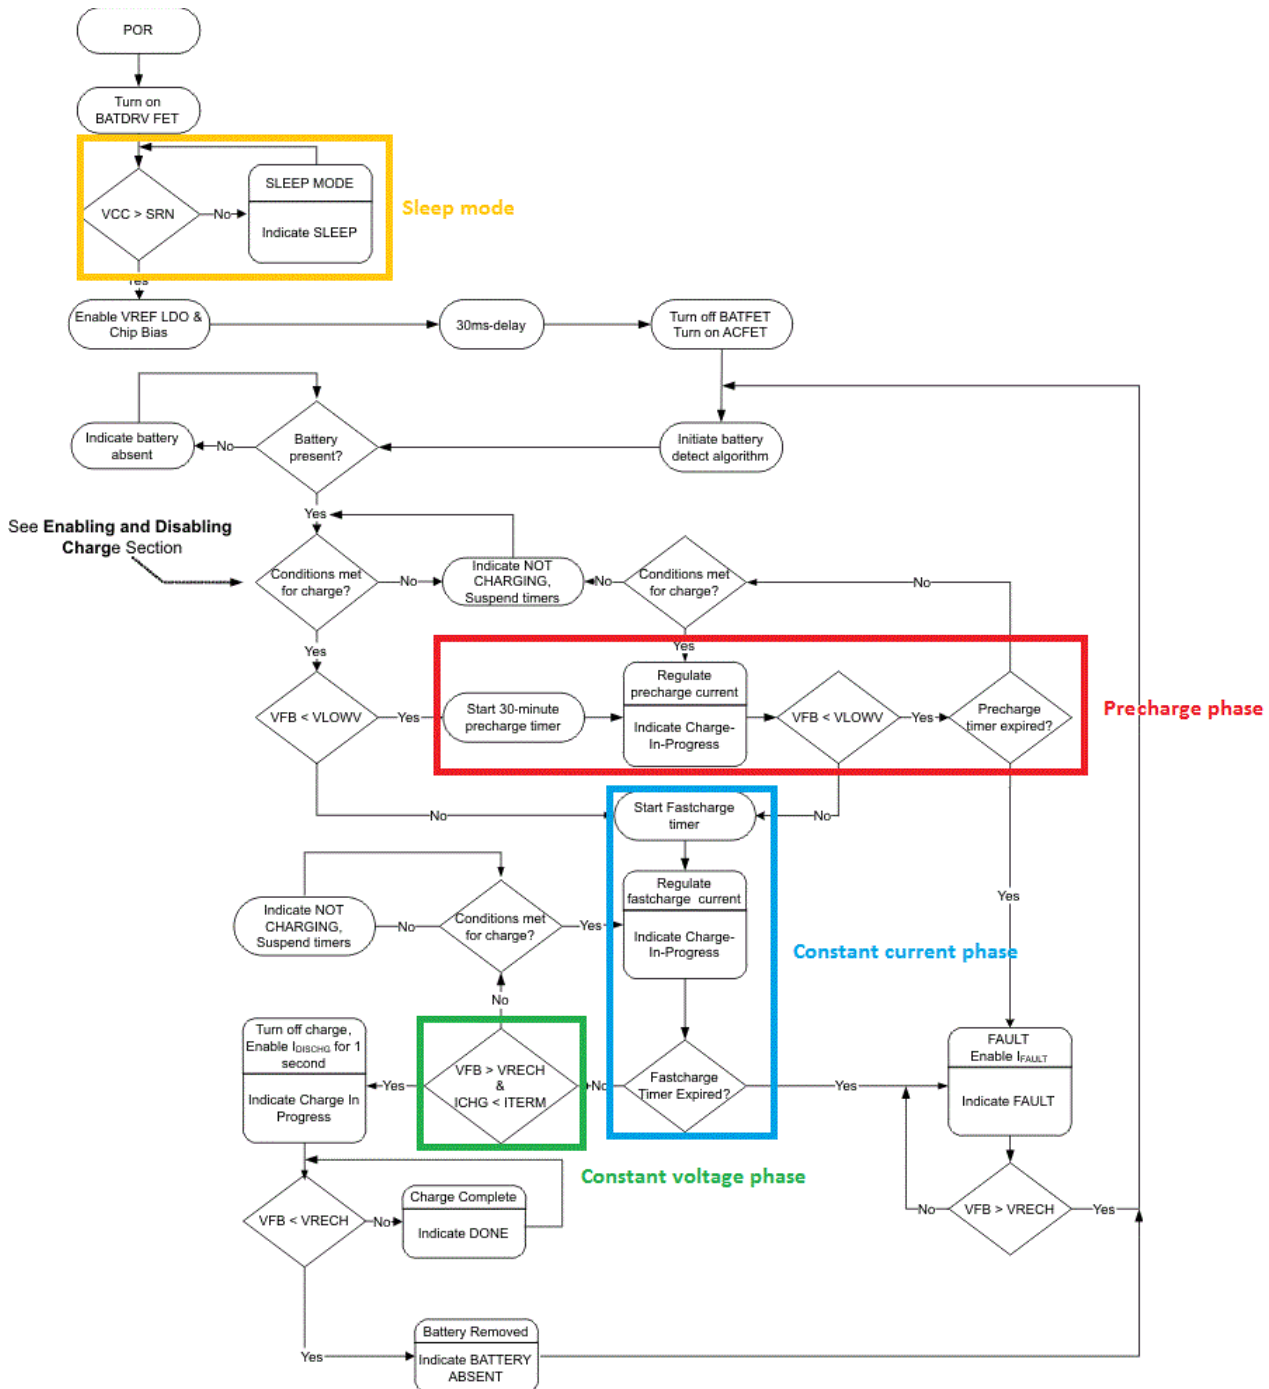 POR
Turn on
BATDRV FET
VCC > SRN
No
SLEEP MODE
Indicate SLEEP
Sleep mode
Yes
Enable VREF LDO &
Chip Bias
30ms-delay
Turn off BATFET
Turn on ACFET
Indicate battery
absent
No
Battery
present?
Initiate battery
detect algorithm
Yes
See Enabling and Disabling
Charge Section
Conditions met
for charge?
No
Indicate NOT
CHARGING,
Suspend timers
No
Conditions met
for charge?
No
Yes
Yes
VFB < VLOWV
Yes
Start 30-minute
precharge timer
Regulate
precharge current
Indicate Charge-
In-Progress
VFB < VLOWV
Yes
Precharge
timer expired?
Precharge phase
No
Start Fastcharge
timer
No
Regulate
fastcharge current
Indicate Charge-
In-Progress
Constant current phase
Yes
Indicate NOT
CHARGING,
Suspend timers
No
Conditions met
for charge?
Yes
No
Turn off charge,
Enable IDISCHG for 1
second
Indicate Charge In
Progress
Yes
VFB > VRECH
&
ICHG < ITERM
No
Fastcharge
Timer Expired?
Yes
FAULT
Enable IFAULT
Indicate FAULT
Constant voltage phase
VFB < VRECH
No
Charge Complete
Indicate DONE
No
VFB > VRECH
Yes
Yes
Battery Removed
Indicate BATTERY
ABSENT